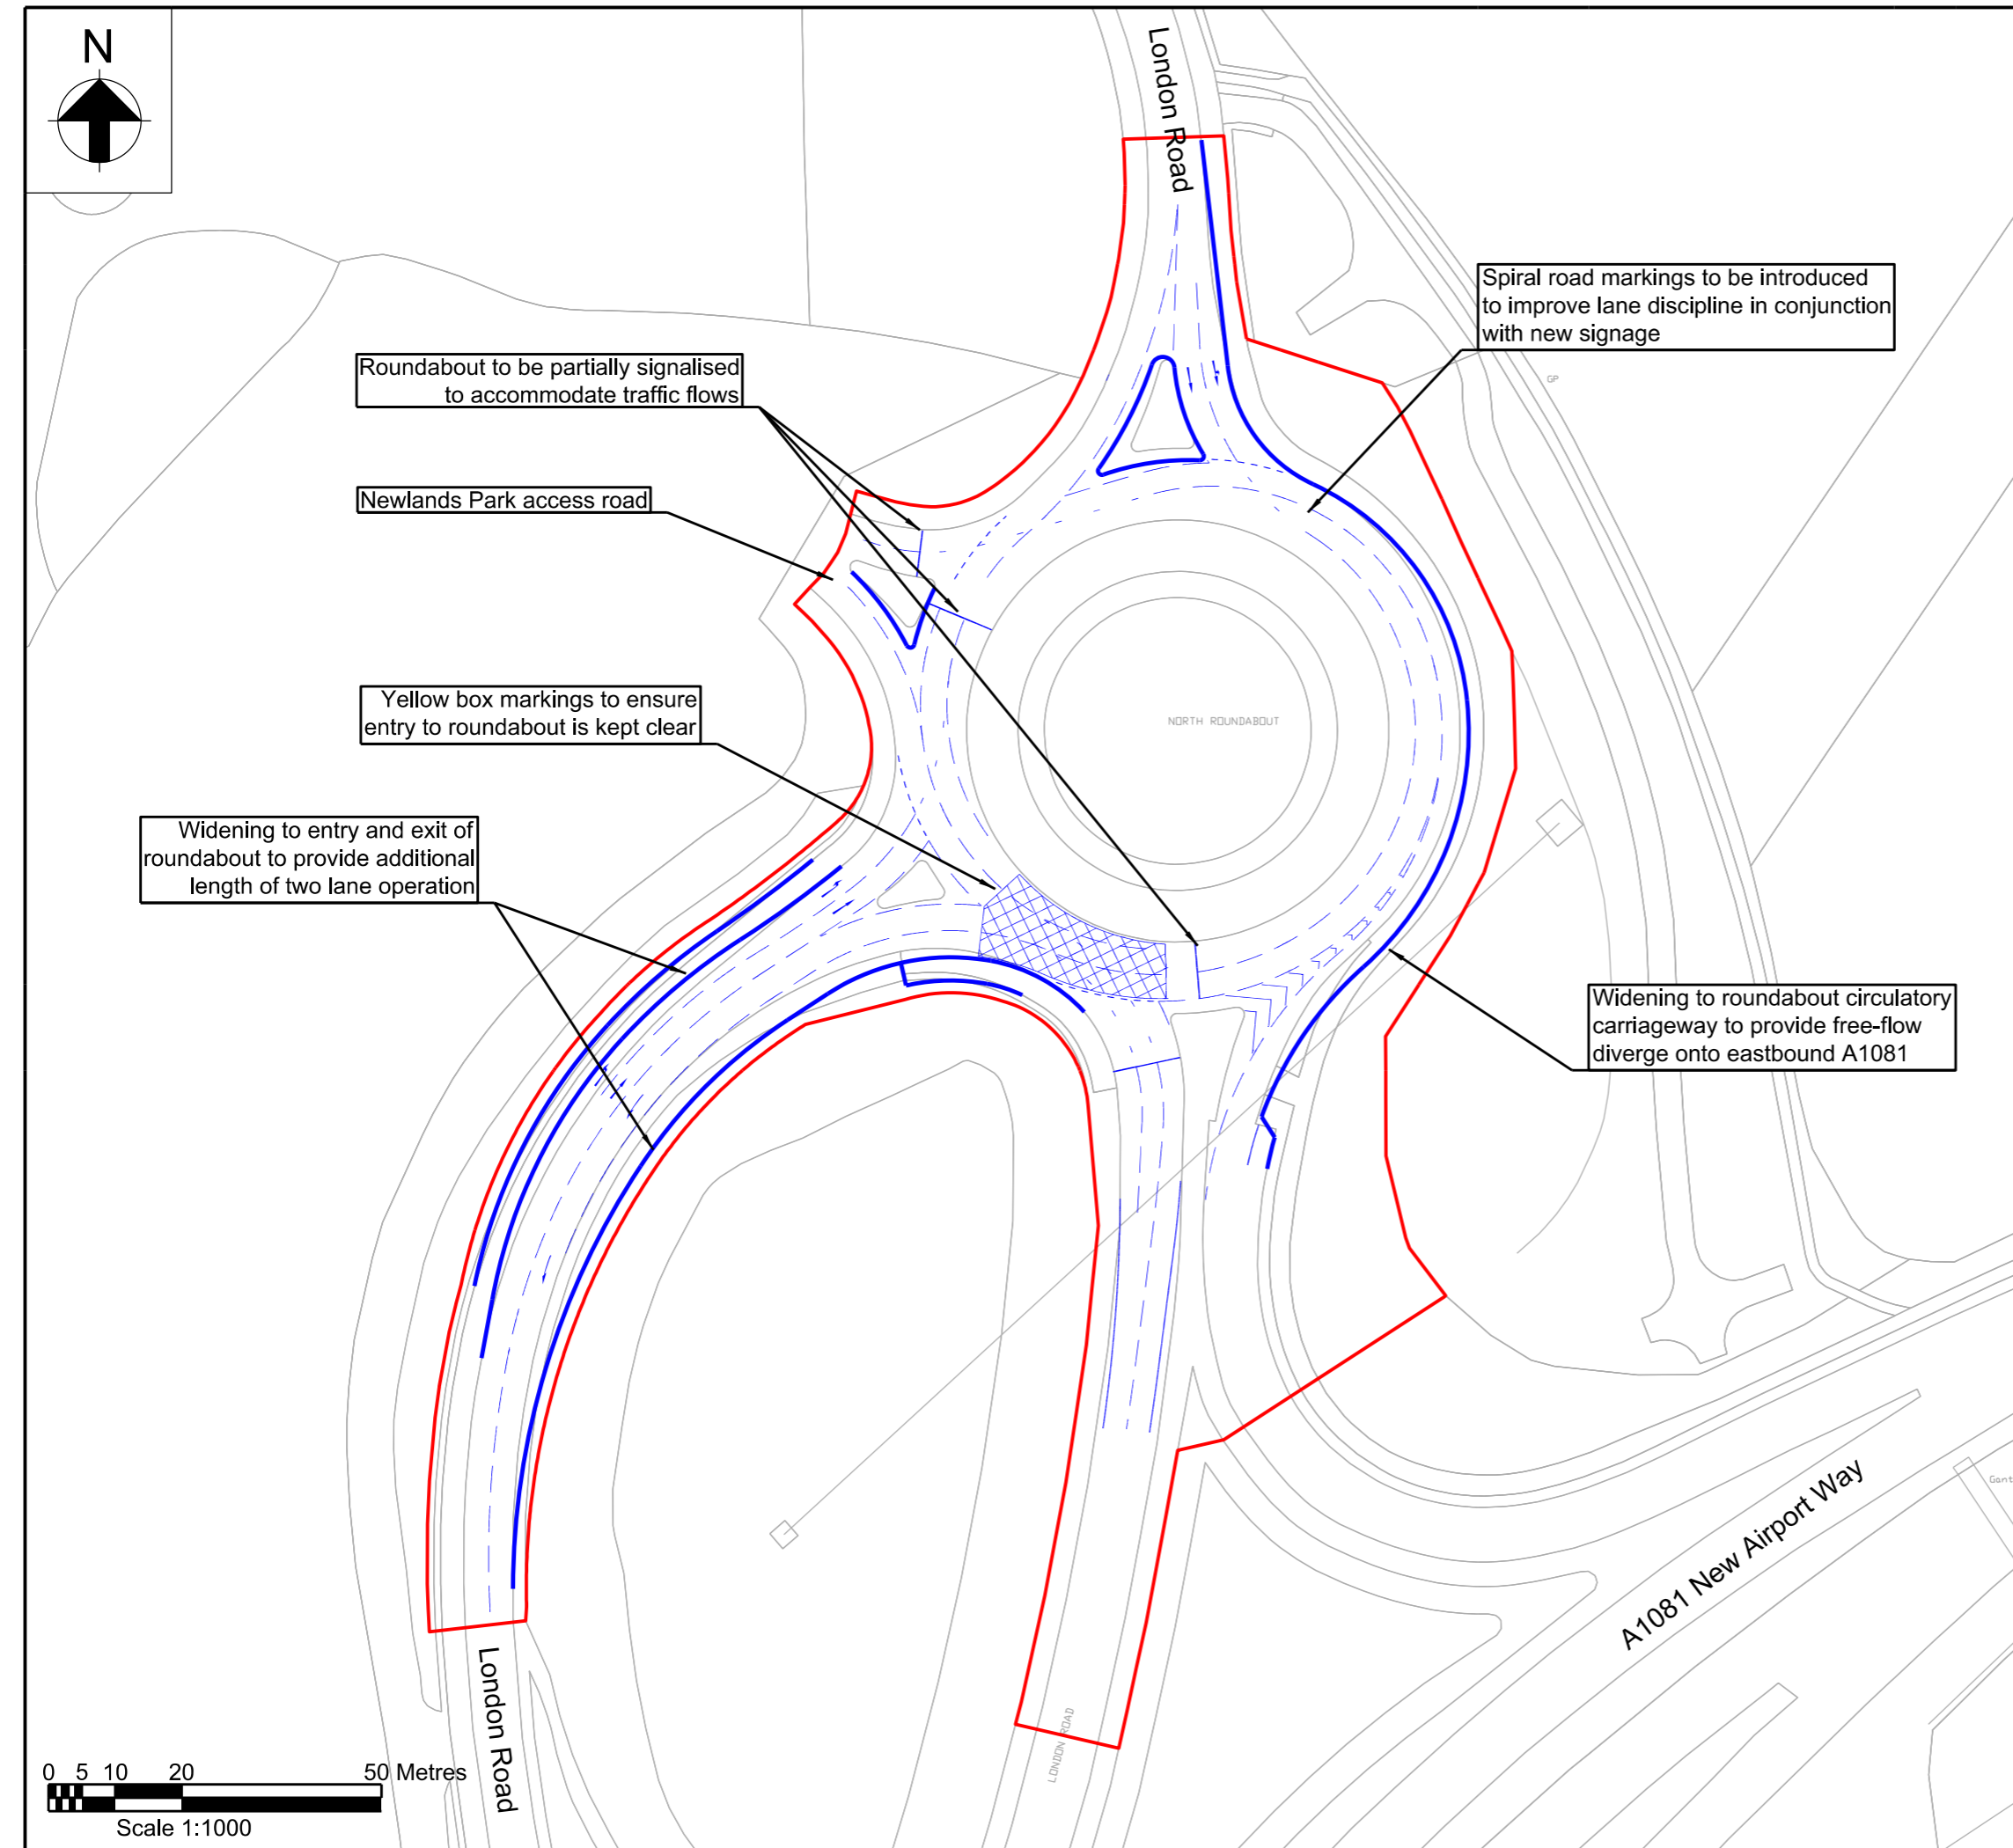 N
London Road
Spiral road markings to be introduced
to improve lane discipline in conjunction
with new signage
GP
Roundabout to be partially signalised
to accommodate traffic flows
Newlands Park access road
Yellow box markings to ensure
entry to roundabout is kept clear
NORTH ROUNDABOUT
Widening to entry and exit of
roundabout to provide additional
length of two lane operation
Widening to roundabout circulatory
carriageway to provide free-flow
diverge onto eastbound A1081
A1081 New Airport Way
Gant
London Road
LONDON ROAD
0 5 10 20 50 Metres
Scale 1:1000